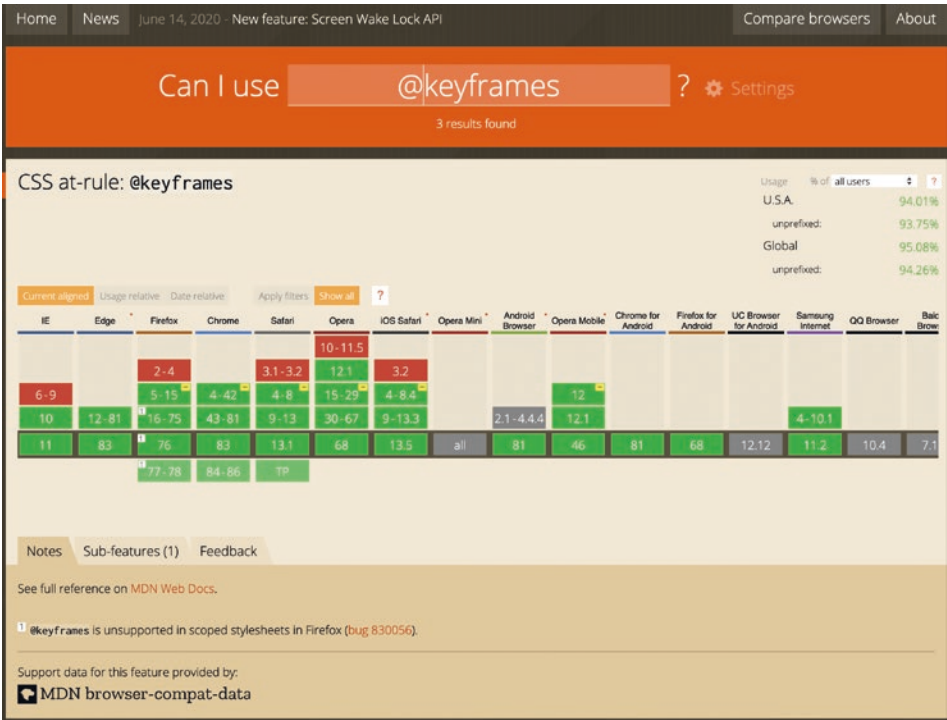 Home News June 14, 2020 - New feature: Screen Wake Lock API Compare browsers About
Can I use @keyframes ? Settings
3 results found
CSS at-rule: @keyframes
Usage % of all users ?
U.S.A. 94.01%
unprefixed: 93.75%
Global 95.08%
unprefixed: 94.26%
Current aligned Usage relative Date relative Apply filters Show all ?
IE Edge * Firefox Chrome Safari Opera iOS Safari * Opera Mini * Android Browser * Opera Mobile * Chrome for Android Firefox for Android UC Browser for Android Samsung Internet QQ Browser Baid Brow
10-11.5
2-4 3.1-3.2 12.1 3.2
6-9 5-15 4-42 4-8 15-29 4-8.4 12
10 12-81 1 16-75 43-81 9-13 30-67 9-13.3 2.1-4.4.4 12.1 4-10.1
11 83 1 76 83 13.1 68 13.5 all 81 46 81 68 12.12 11.2 10.4 7.1
1 77-78 84-86 TP
Notes Sub-features (1) Feedback
See full reference on MDN Web Docs.
1 @keyframes is unsupported in scoped stylesheets in Firefox (bug 830056).
Support data for this feature provided by:
MDN browser-compat-data